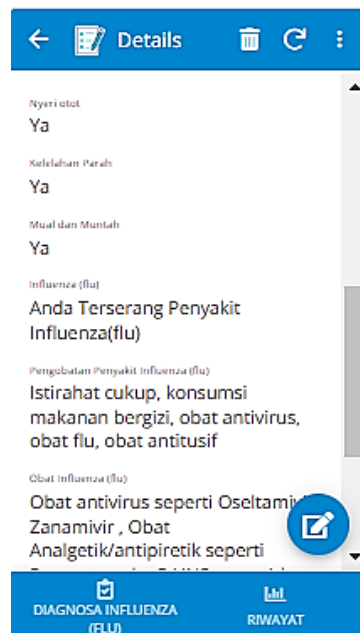 Details
Nyeri otot
Ya
Kelelahan Parah
Ya
Mual dan Muntah
Ya
Influenza (flu)
Anda Terserang Penyakit
Influenza(flu)
Pengobatan Penyakit Influenza (flu)
Istirahat cukup, konsumsi
makanan bergizi, obat antivirus,
obat flu, obat antitusif
Obat Influenza (flu)
Obat antivirus seperti
Zanamivir , Obat
Analgetik/antipiretik seperti
DIAGNOSA INFLUENZA
(FLU)
RIWAYAT